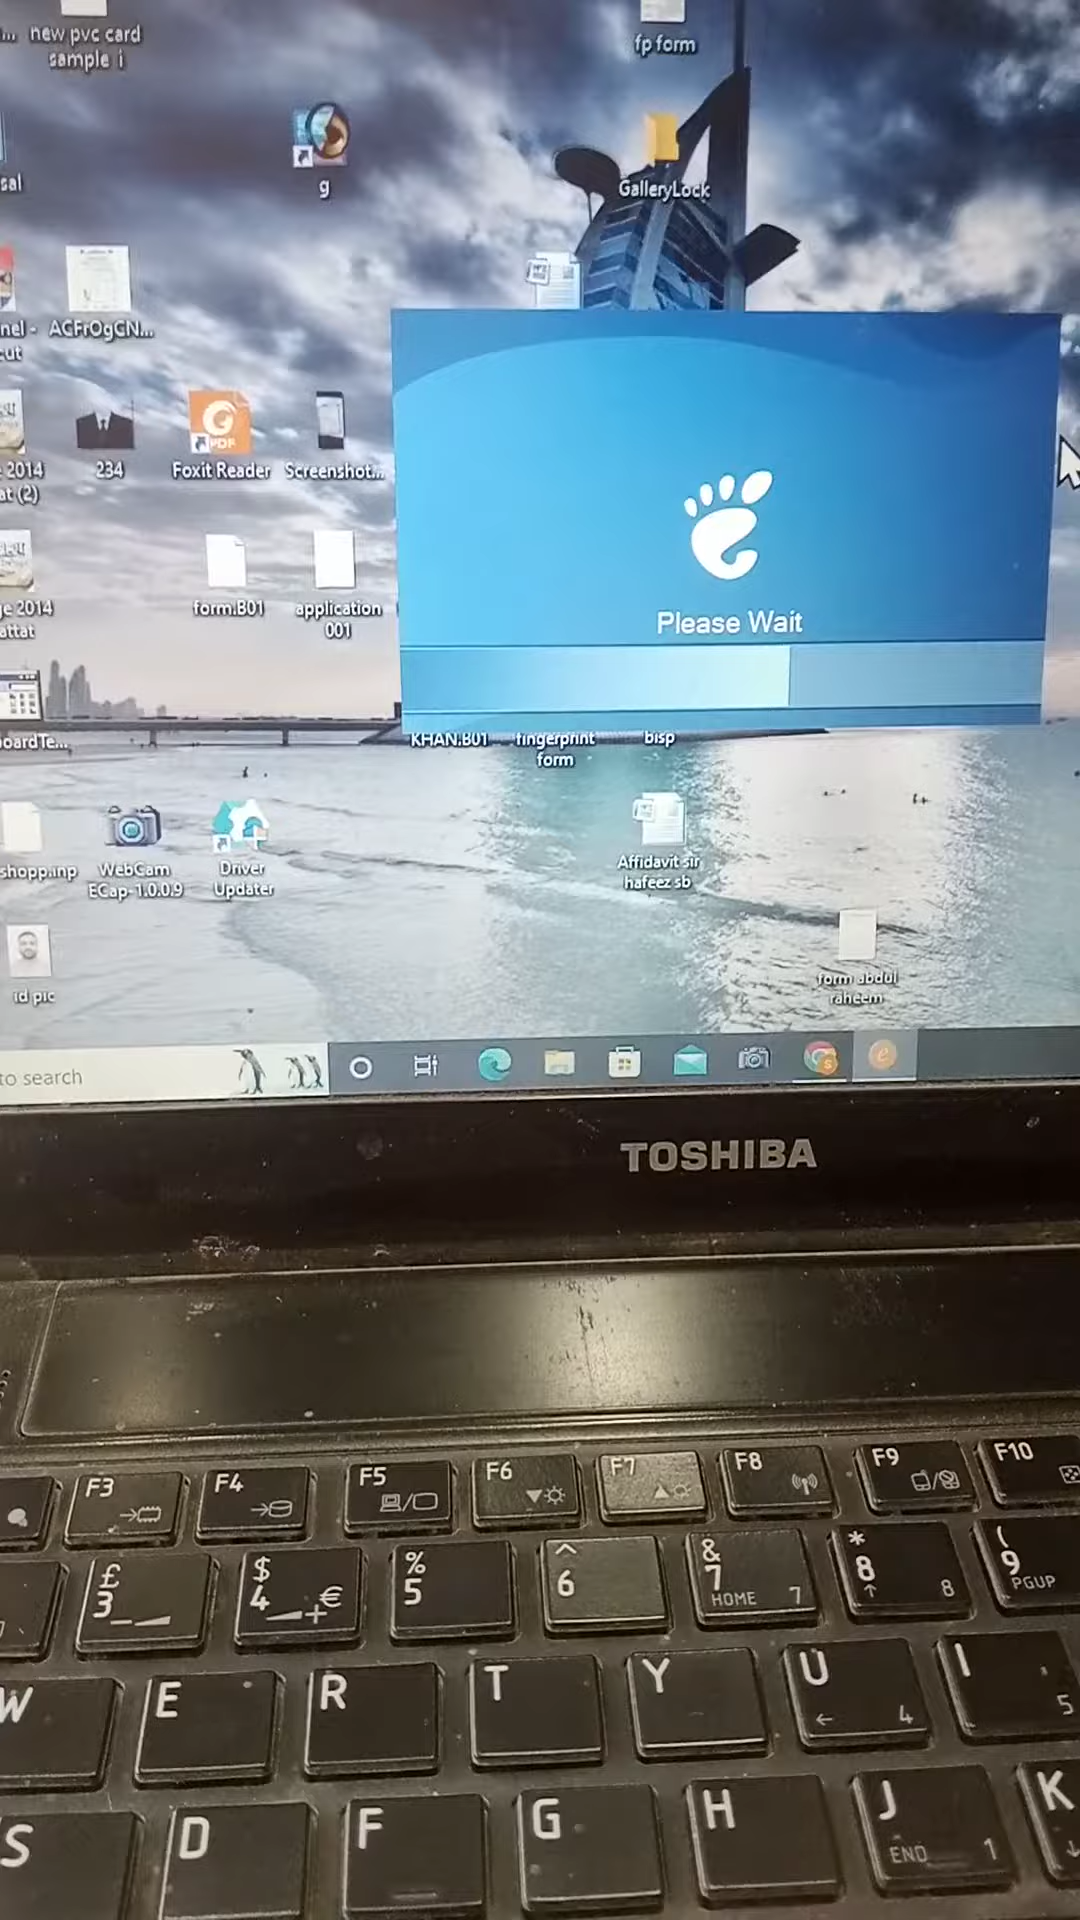 ... new pvc card
sample i
fp form
sal
g
GalleryLock
nel - ACFrOgCN...
cut
2014
at (2)
234
Foxit Reader
PDF
Screenshot...
ge 2014
attat
form.B01
application
001
Please Wait
oardTe...
KHAN.B01
fingerprint
form
bisp
shopp.inp
WebCam
ECap-1.0.0.9
Driver
Updater
Affidavit sir
hafeez sb
id pic
form abdul
raheem
to search
TOSHIBA
F3 F4 F5 F6 F7 F8 F9 F10
£ $ % ^ & * (
3 4 € 5 6 7 HOME 7 8 8 9 PGUP
W E R T Y U 4 I 5
S D F G H J END 1 K